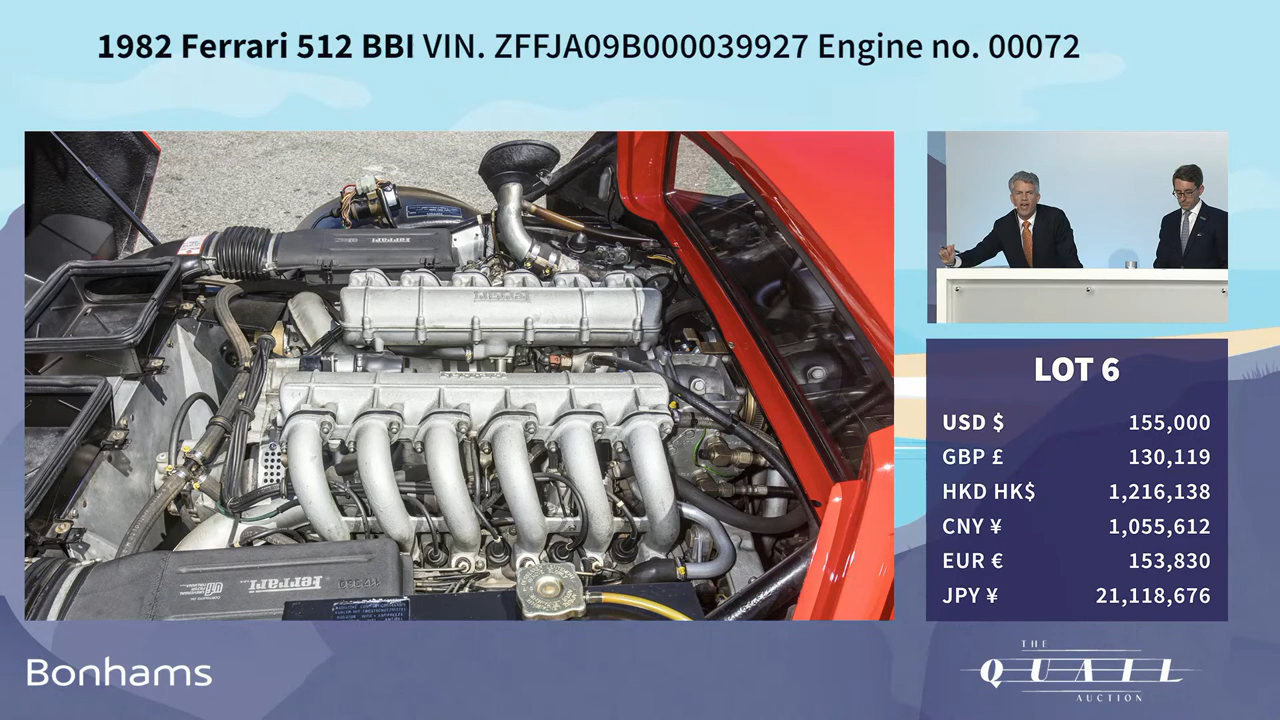 1982 Ferrari 512 BBI VIN. ZFFJA09B000039927 Engine no. 00072
Ferrari
Ferrari
117360
LOT 6
USD $ 155,000
GBP £ 130,119
HKD HK$ 1,216,138
CNY ¥ 1,055,612
EUR € 153,830
JPY ¥ 21,118,676
Bonhams
THE
QUAIL
AUCTION